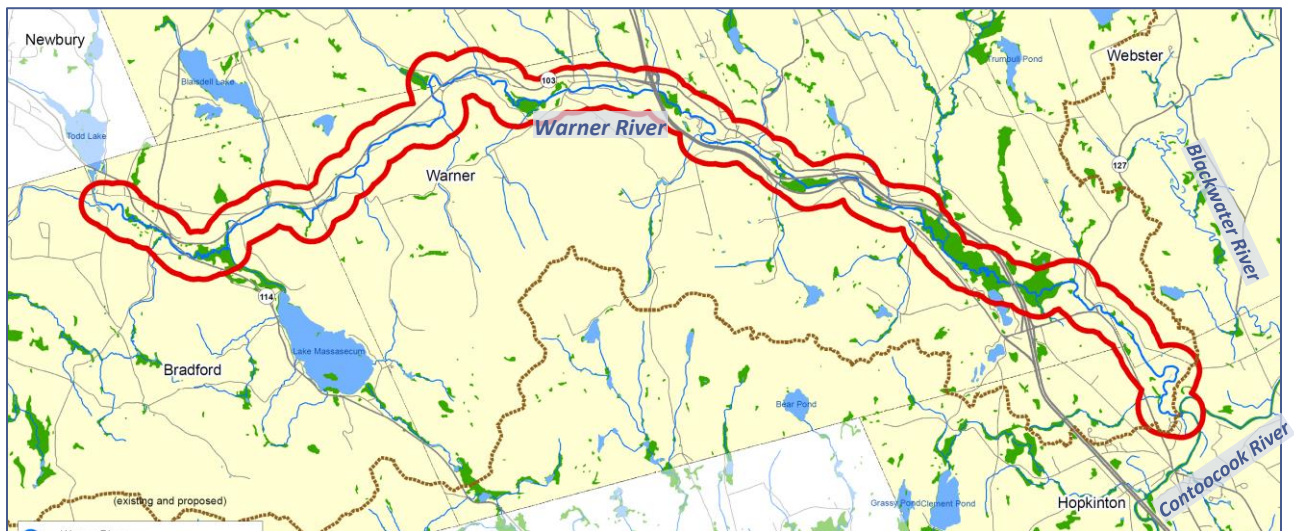 Newbury
Blaisdell Lake
103
Trumbull Pond
Webster
Todd Lake
Warner River
Warner
127
Blackwater River
114
Lake Massasecum
Bradford
Bear Pond
(existing and proposed)
Grassy Pond
Clement Pond
Hopkinton
Contoocook River